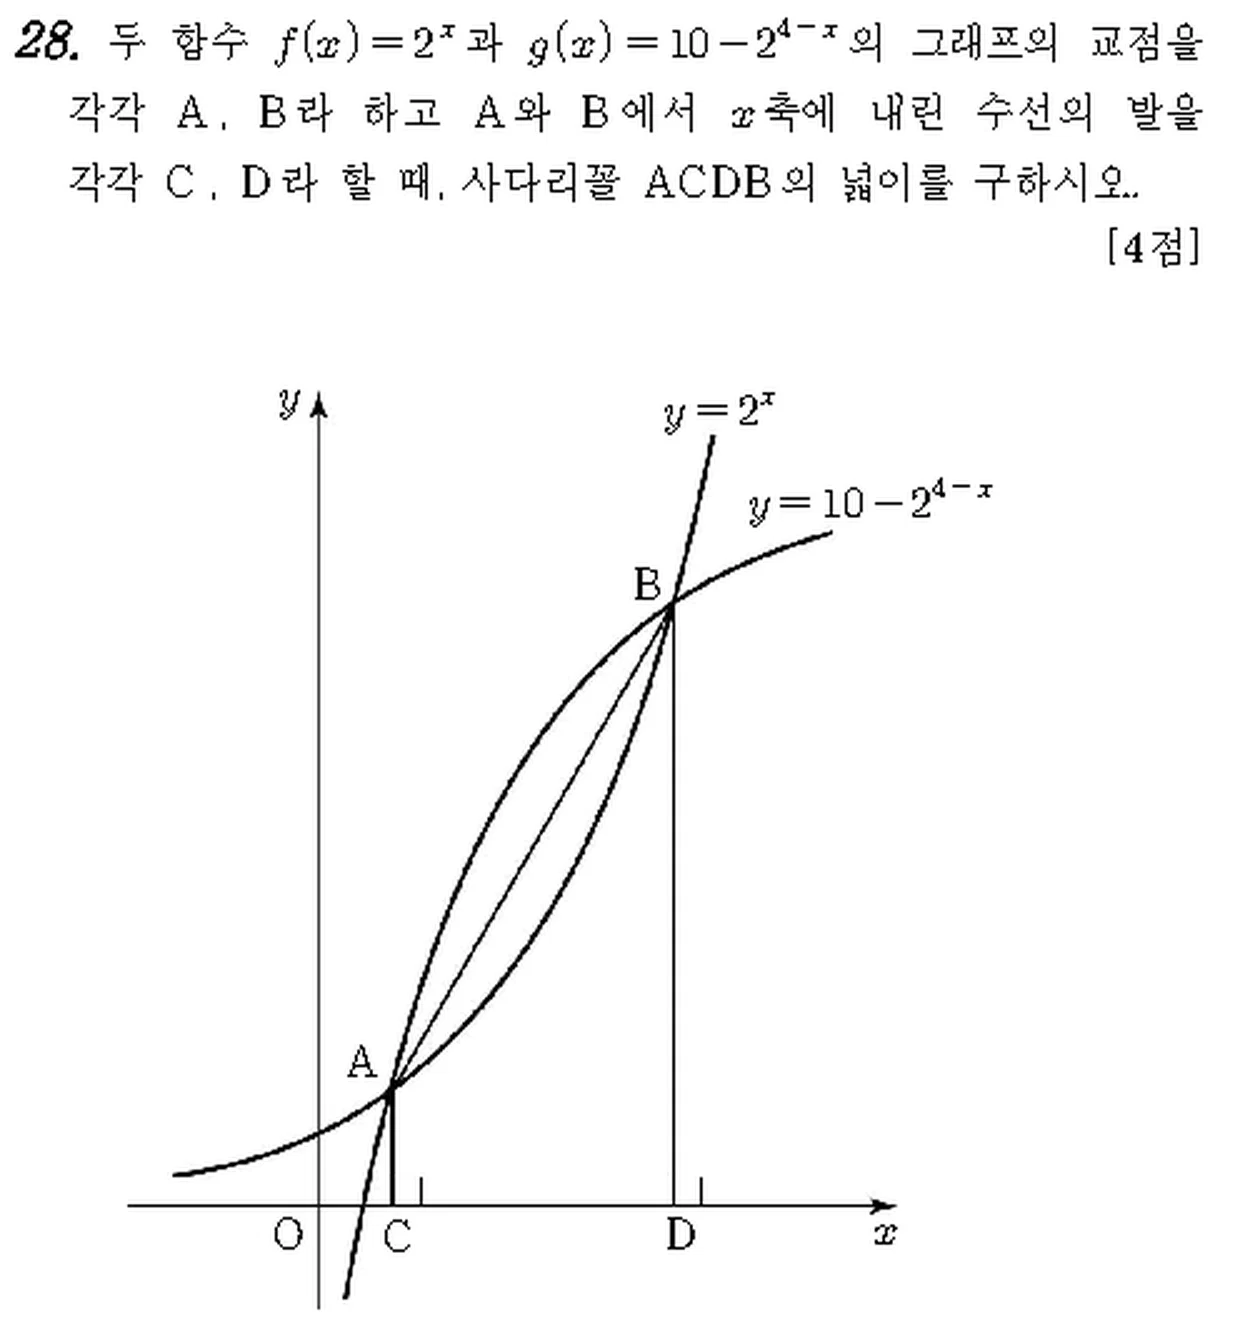 28. 두 함수 f(x)=2^x과 g(x)=10-2^{4-x}의 그래프의 교점을
각각 A, B라 하고 A와 B에서 x축에 내린 수선의 발을
각각 C, D라 할 때, 사다리꼴 ACDB의 넓이를 구하시오.
[4점]
y
y=2^x
y=10-2^{4-x}
B
A
O
C
D
x